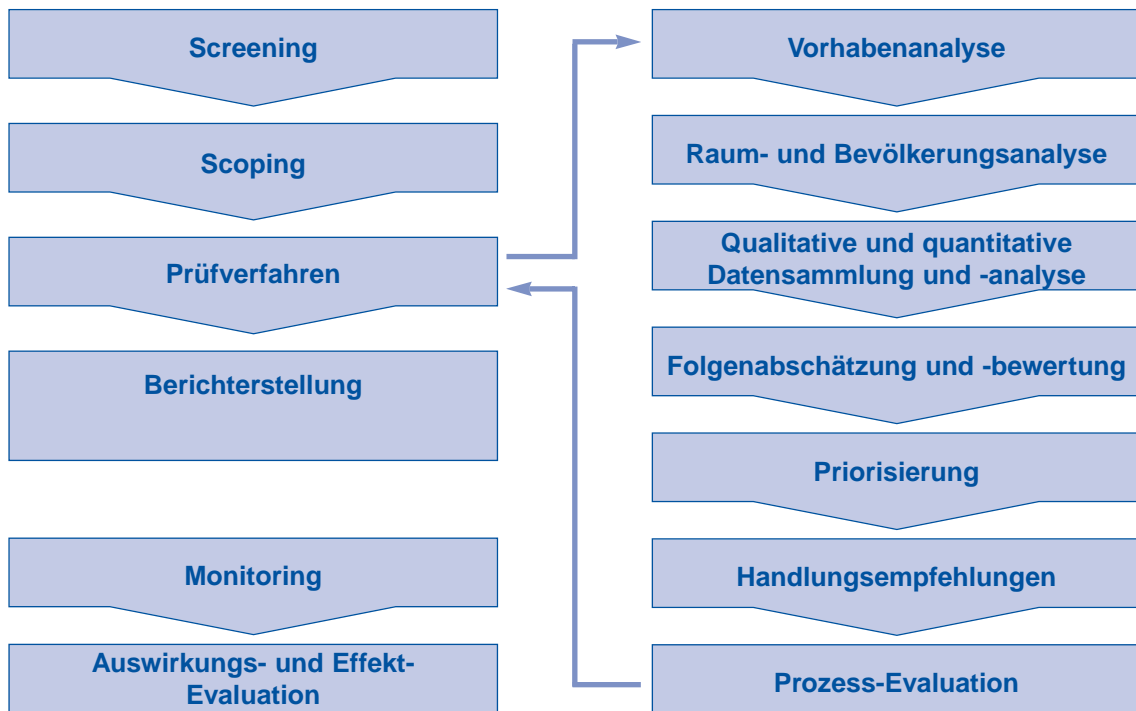 Screening
Scoping
Prüfverfahren
Berichterstellung
Monitoring
Auswirkungs- und Effekt-
Evaluation
Vorhabenanalyse
Raum- und Bevölkerungsanalyse
Qualitative und quantitative
Datensammlung und -analyse
Folgenabschätzung und -bewertung
Priorisierung
Handlungsempfehlungen
Prozess-Evaluation